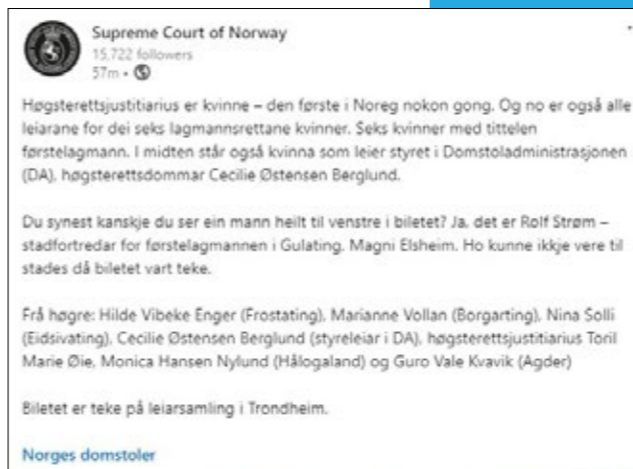 Supreme Court of Norway
15,722 followers
57m •
Høgsterettsjustitiarius er kvinne – den første i Noreg nokon gong. Og no er også alle
leiarane for dei seks lagmannsrettane kvinner. Seks kvinner med tittelen
førstelagmann. I midten står også kvinna som leier styret i Domstoladministrasjonen
(DA), høgsterettsdommar Cecilie Østensen Berglund.
Du synest kanskje du ser ein mann heilt til venstre i biletet? Ja, det er Rolf Strøm –
stadfortredar for førstelagmannen i Gulating, Magni Elsheim. Ho kunne ikkje vere til
stades då biletet vart teke.
Frå høgre: Hilde Vibeke Enger (Frostating), Marianne Vollan (Borgarting), Nina Solli
(Eidsivating), Cecilie Østensen Berglund (styreleiar i DA), høgsterettsjustitiarius Toril
Marie Øie, Monica Hansen Nylund (Hålogaland) og Guro Vale Kvavik (Agder)
Biletet er teke på leiarsamling i Trondheim.
Norges domstoler